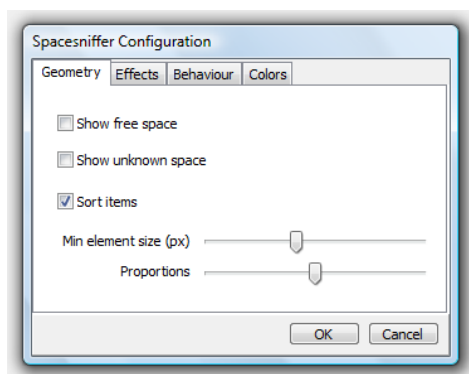 Spacesniffer Configuration
Geometry Effects Behaviour Colors
Show free space
Show unknown space
Sort items
Min element size (px)
Proportions
OK Cancel